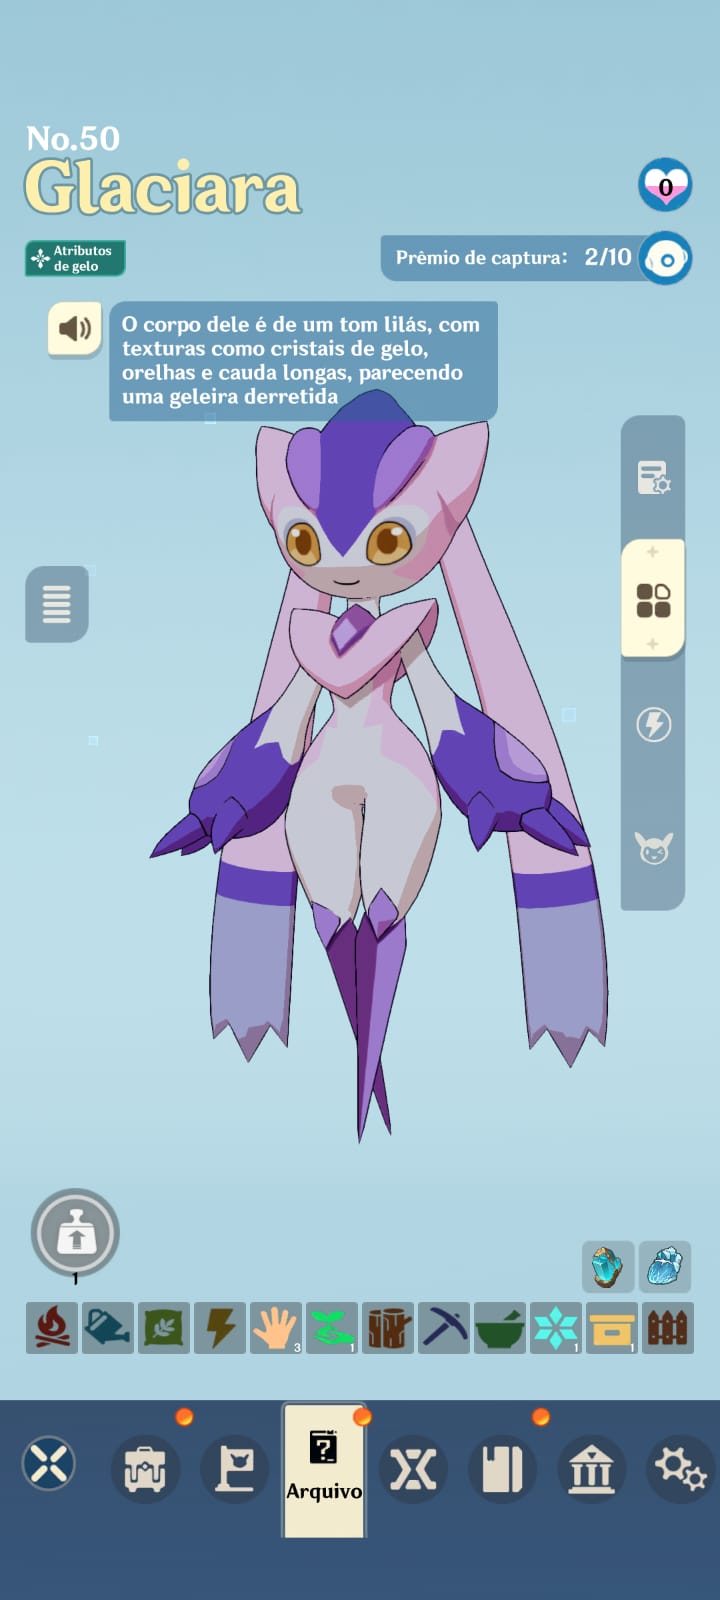 No.50
Glaciara
0
Atributos
de gelo
Prêmio de captura: 2/10
O corpo dele é de um tom lilás, com
texturas como cristais de gelo,
orelhas e cauda longas, parecendo
uma geleira derretida
1
3
1
1
1
?
Arquivo